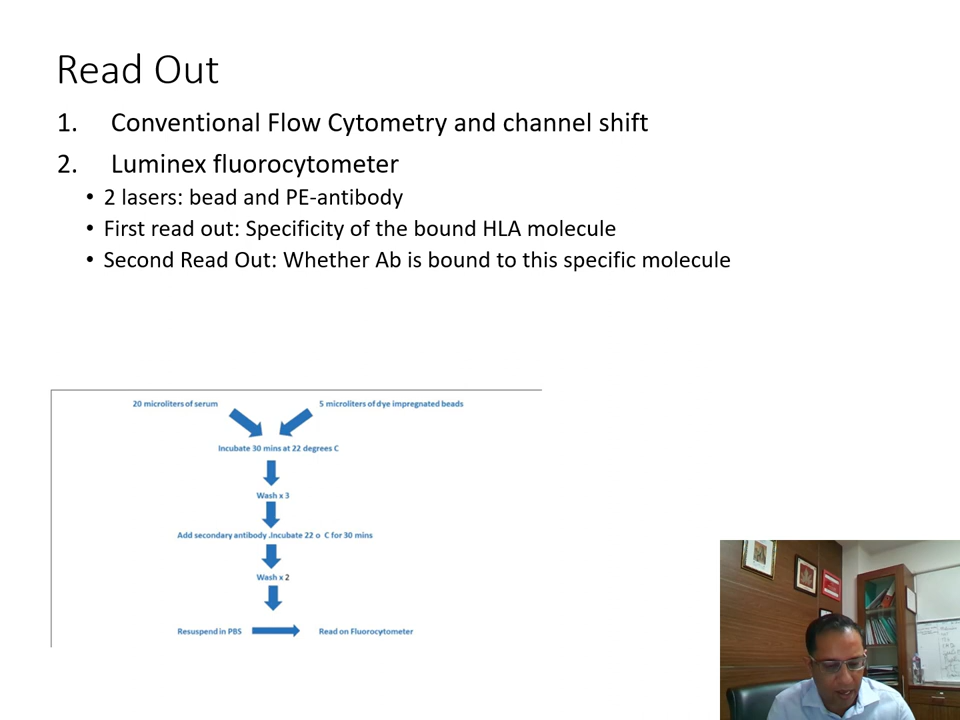 Read Out
1. Conventional Flow Cytometry and channel shift
2. Luminex fluorocytometer
• 2 lasers: bead and PE-antibody
• First read out: Specificity of the bound HLA molecule
• Second Read Out: Whether Ab is bound to this specific molecule
20 microliters of serum
5 microliters of dye impregnated beads
Incubate 30 mins at 22 degrees C
Wash x 3
Add secondary antibody .Incubate 22 o C for 30 mins
Wash x 2
Resuspend in PBS
Read on Fluorocytometer